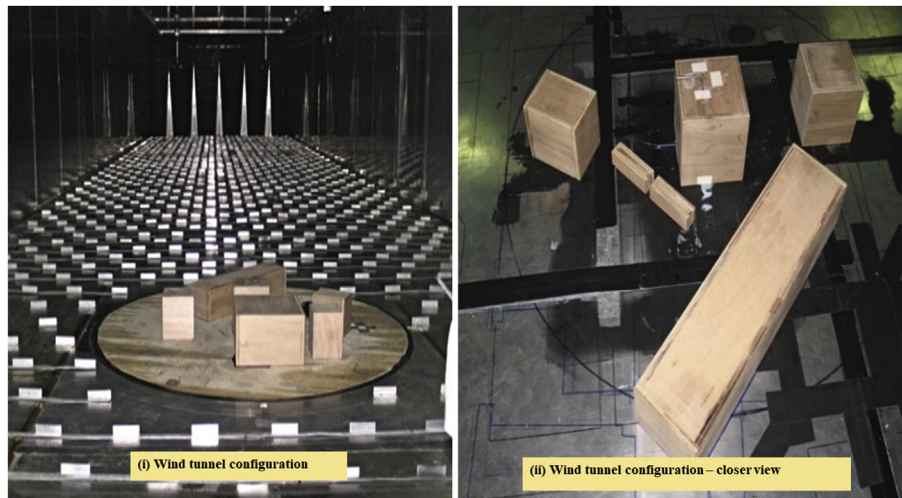 (i) Wind tunnel configuration
(ii) Wind tunnel configuration – closer view